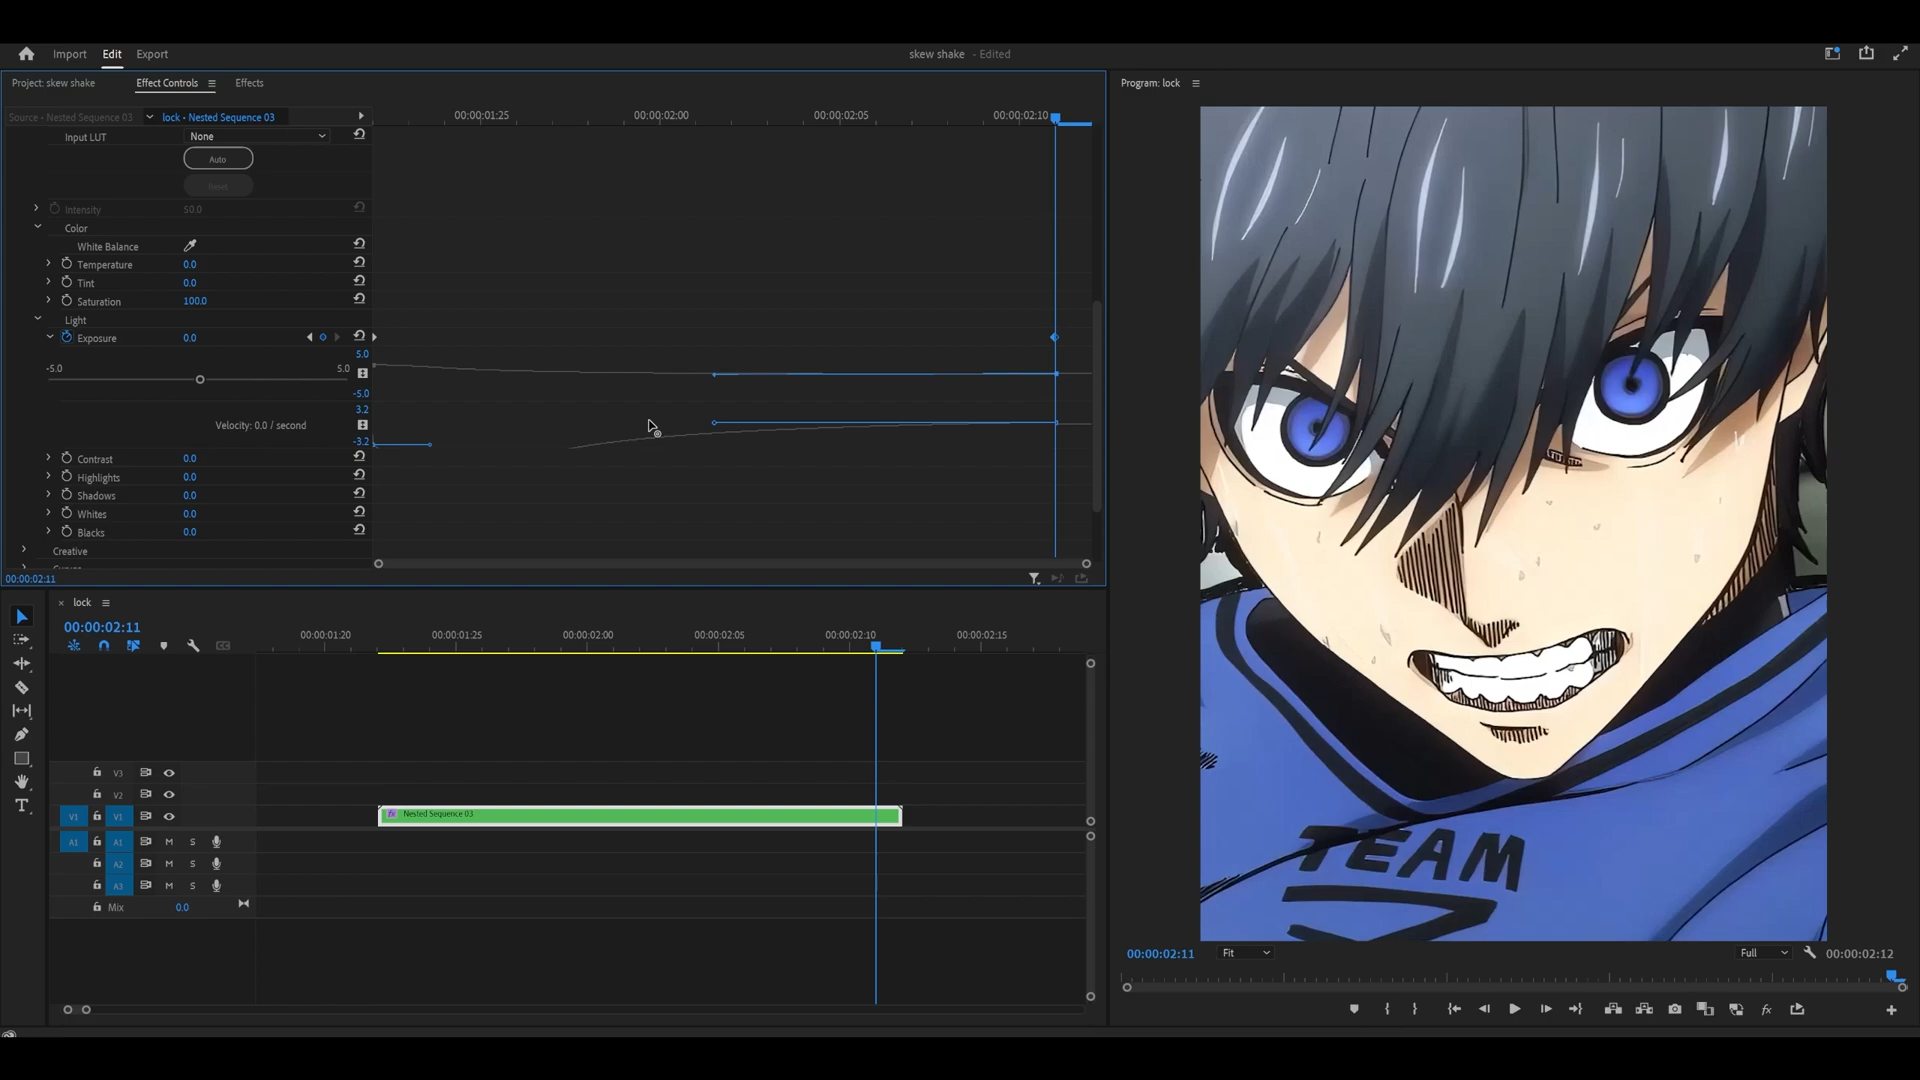 Import Edit Export
skew shake - Edited
Project: skew shake Effect Controls Effects
Program: lock
Source - Nested Sequence 03 lock - Nested Sequence 03
00:00:01:25 00:00:02:00 00:00:02:05 00:00:02:10
Input LUT None
Auto
Reset
Intensity 50.0
Color
White Balance
Temperature 0.0
Tint 0.0
Saturation 100.0
Light
Exposure 0.0
5.0
-5.0 5.0
-5.0
3.2
Velocity: 0.0 / second
-3.2
Contrast 0.0
Highlights 0.0
Shadows 0.0
Whites 0.0
Blacks 0.0
Creative
00:00:02:11
lock
00:00:02:11
00:00:01:20 00:00:01:25 00:00:02:00 00:00:02:05 00:00:02:10 00:00:02:15
V3
V2
V1 V1
fx Nested Sequence 03
A1 A1 M S
A2 M S
A3 M S
Mix 0.0
TEAM
00:00:02:11 Fit Full 00:00:02:12
fx